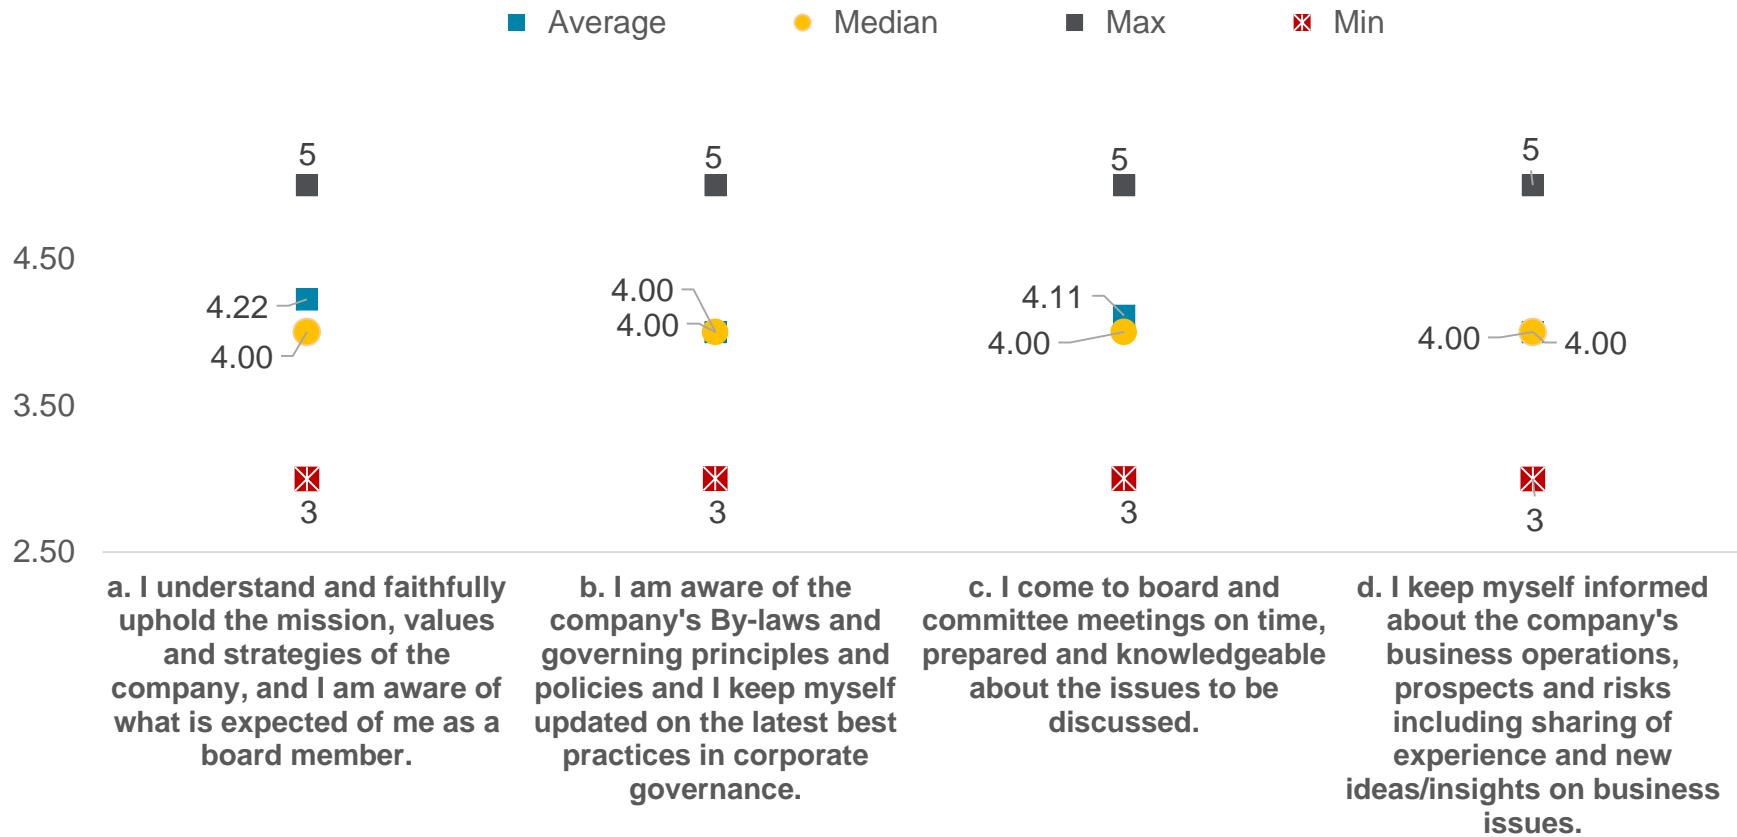 Average Median Max Min
5 5 5 5
4.50
4.22 4.00 4.11
4.00 4.00 4.00 4.00 4.00
3.50
3 3 3 3
2.50
a. I understand and faithfully
uphold the mission, values
and strategies of the
company, and I am aware of
what is expected of me as a
board member.
b. I am aware of the
company's By-laws and
governing principles and
policies and I keep myself
updated on the latest best
practices in corporate
governance.
c. I come to board and
committee meetings on time,
prepared and knowledgeable
about the issues to be
discussed.
d. I keep myself informed
about the company's
business operations,
prospects and risks
including sharing of
experience and new
ideas/insights on business
issues.